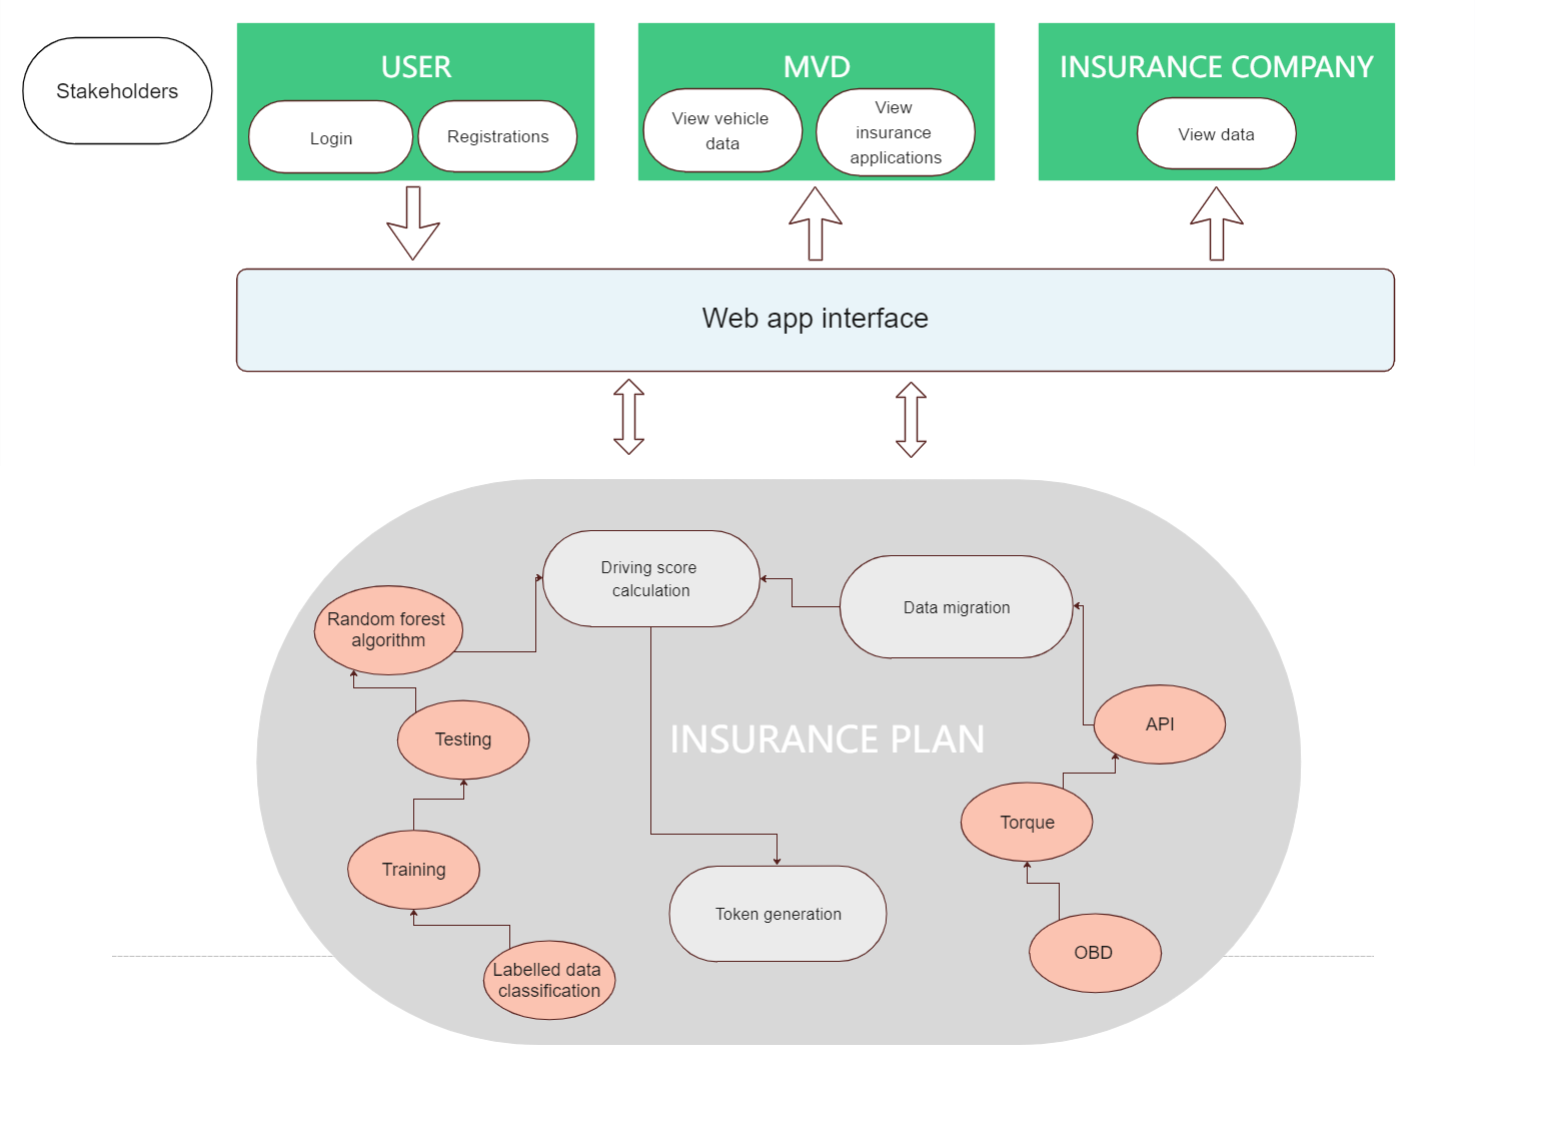 Stakeholders
USER
Login
Registrations
MVD
View vehicle
data
View
insurance
applications
INSURANCE COMPANY
View data
Web app interface
Driving score
calculation
Data migration
Random forest
algorithm
Testing
Training
Labelled data
classification
INSURANCE PLAN
Token generation
API
Torque
OBD